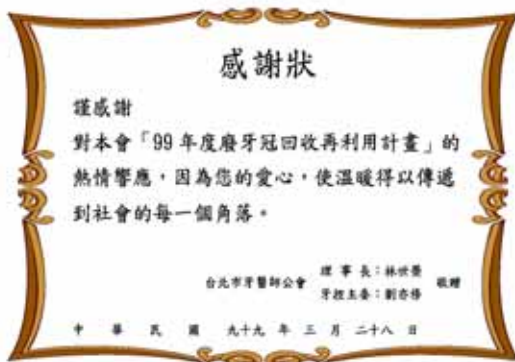 感謝狀
謹感謝
對本會「99 年度廢牙冠回收再利用計畫」的
熱情響應，因為您的愛心，使溫暖得以傳遞
到社會的每一個角落。
台北市牙醫師公會 理事長：林世榮 敬贈
牙控主委：劉亦修
中 華 民 國 九十九 年 三 月 二十八 日